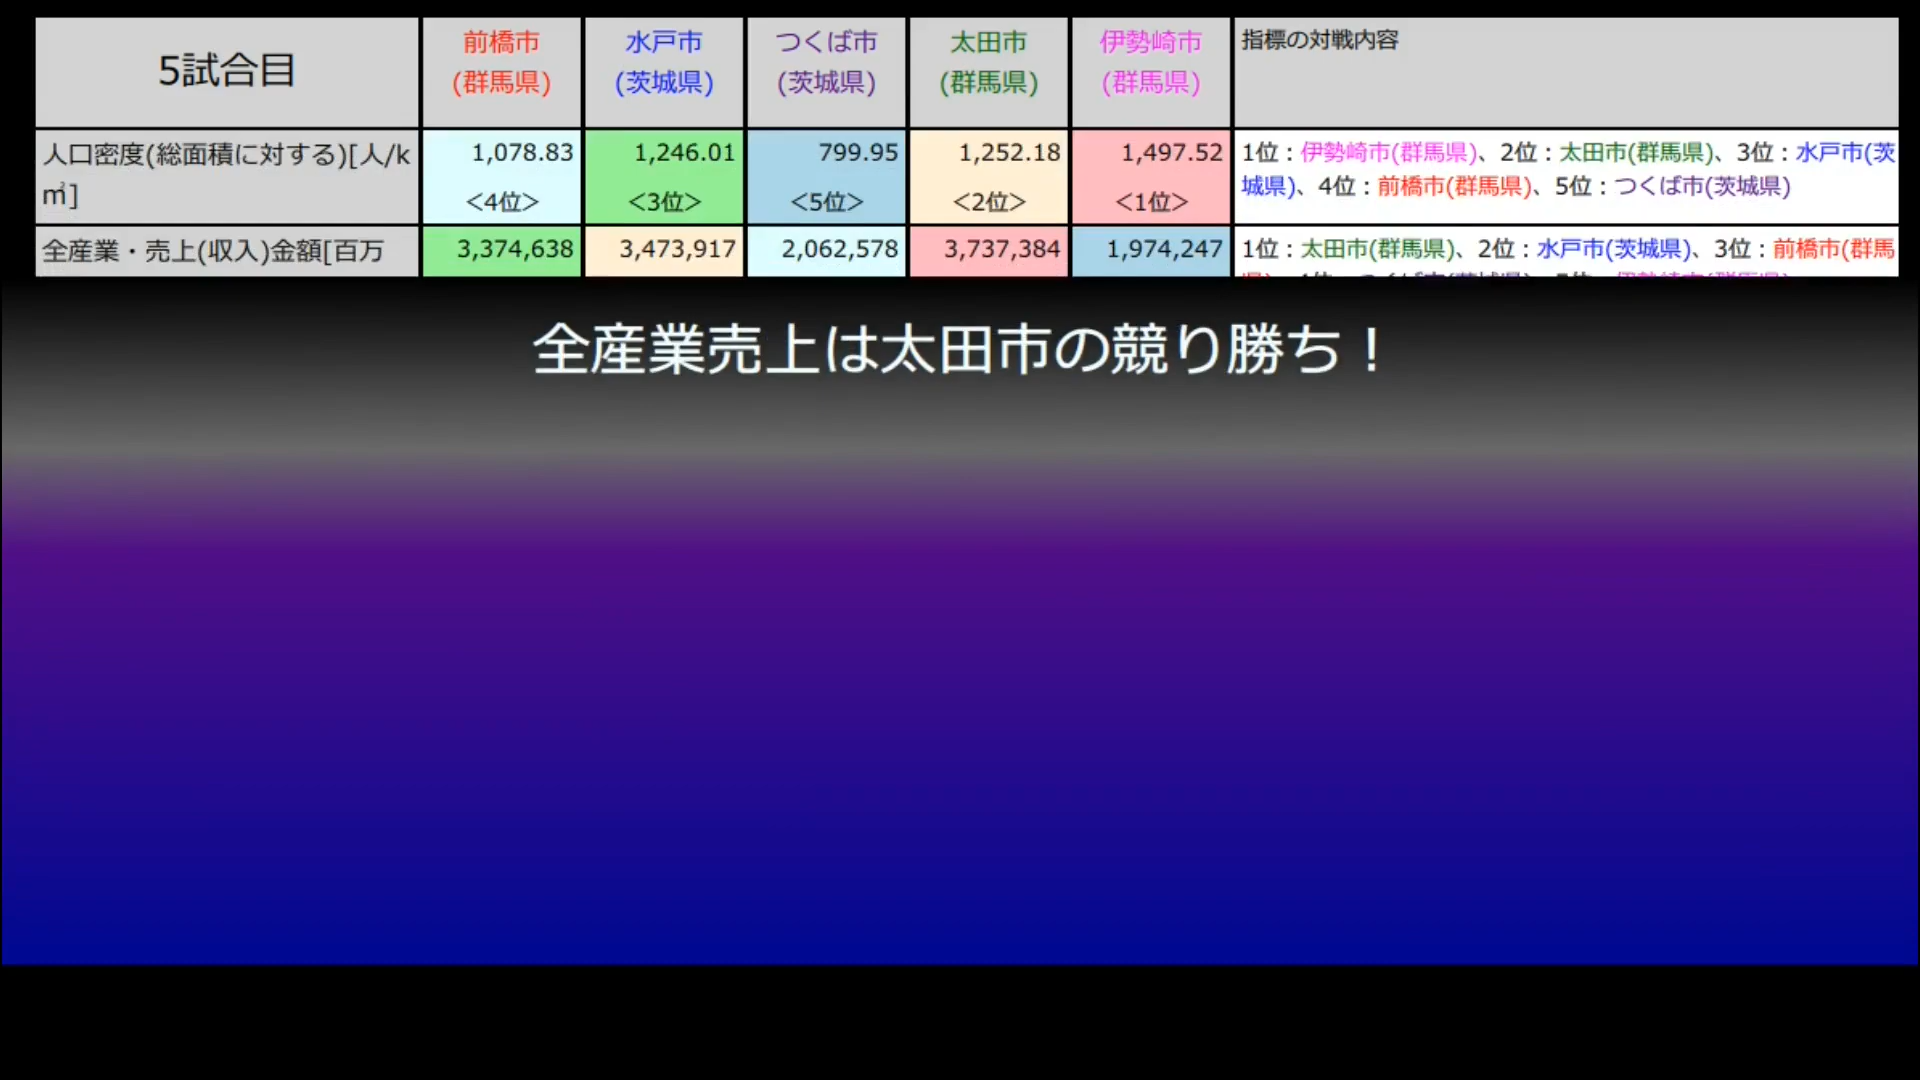 5試合目
前橋市
(群馬県)
水戸市
(茨城県)
つくば市
(茨城県)
太田市
(群馬県)
伊勢崎市
(群馬県)
指標の対戦内容
人口密度(総面積に対する)[人/k
㎡]
1,078.83
<4位>
1,246.01
<3位>
799.95
<5位>
1,252.18
<2位>
1,497.52
<1位>
1位：伊勢崎市(群馬県)、2位：太田市(群馬県)、3位：水戸市(茨
城県)、4位：前橋市(群馬県)、5位：つくば市(茨城県)
全産業・売上(収入)金額[百万
3,374,638
3,473,917
2,062,578
3,737,384
1,974,247
1位：太田市(群馬県)、2位：水戸市(茨城県)、3位：前橋市(群馬
全産業売上は太田市の競り勝ち！